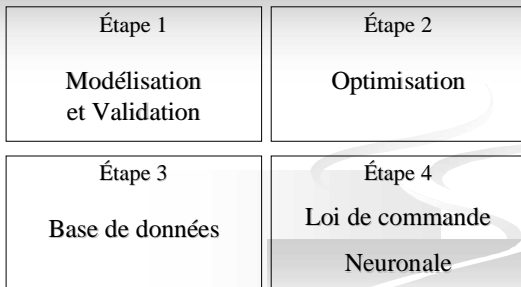 Étape 1
Modélisation
et Validation
Étape 2
Optimisation
Étape 3
Base de données
Étape 4
Loi de commande
Neuronale